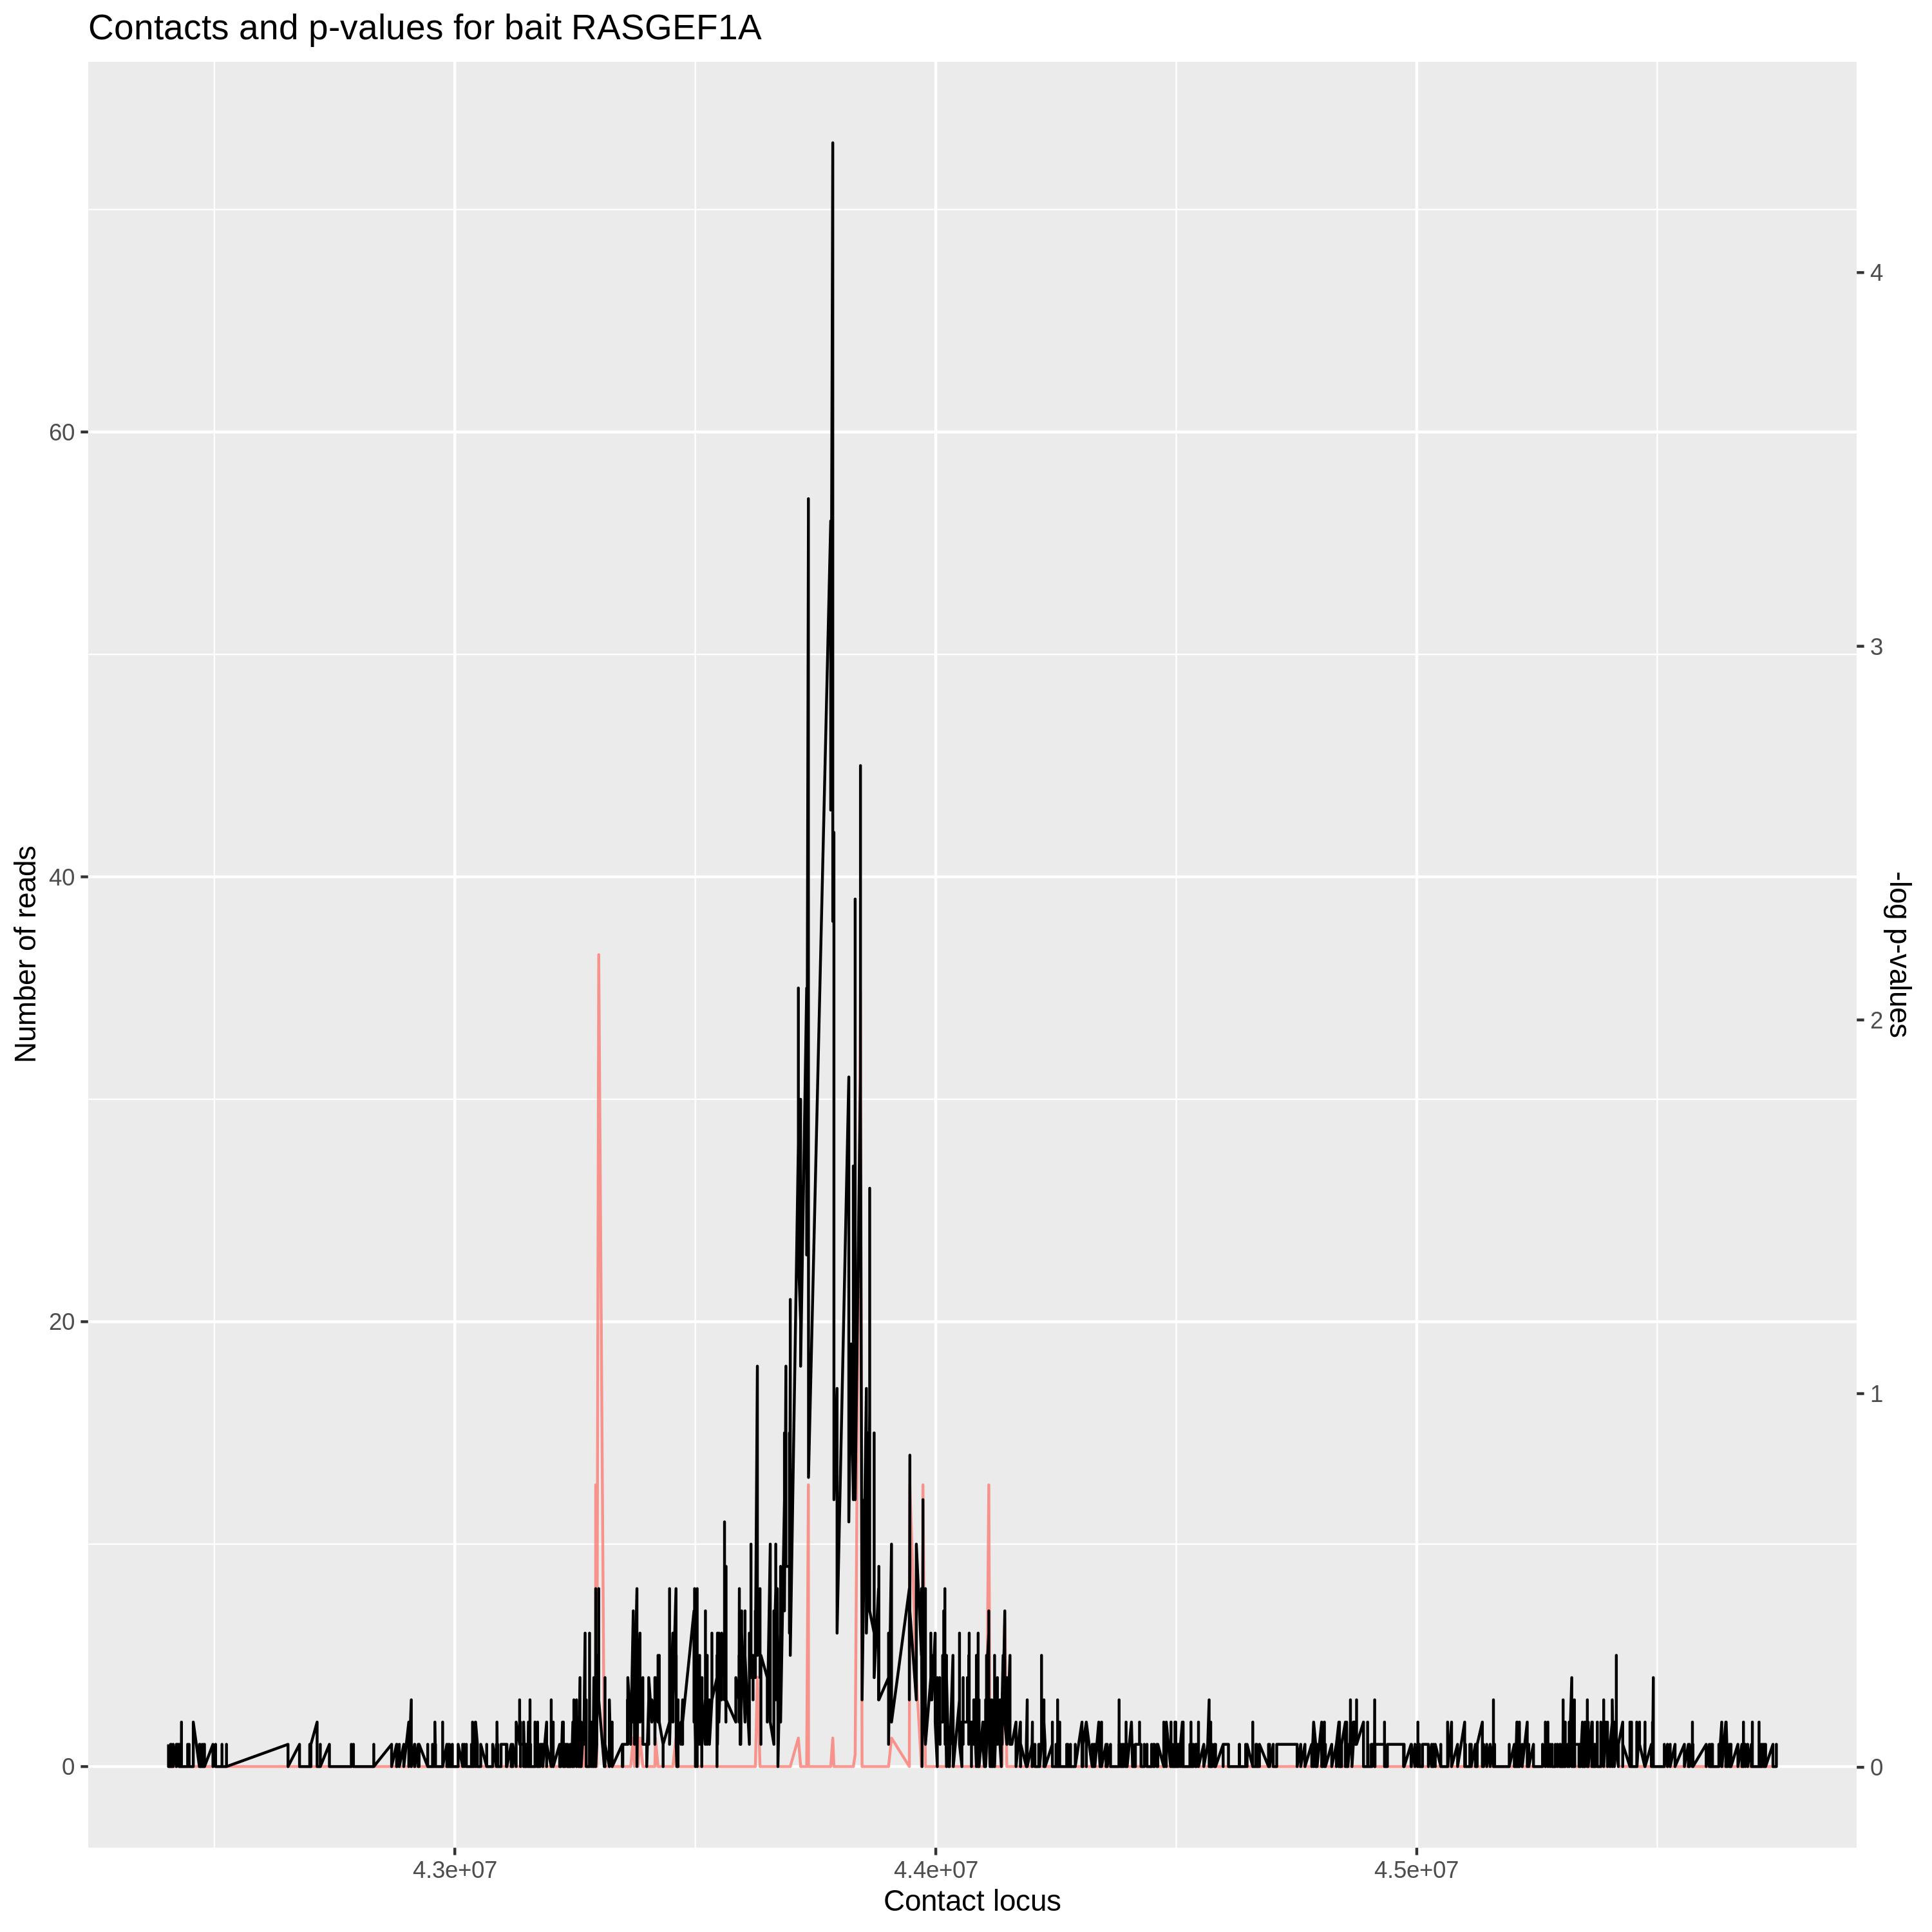 Contacts and p-values for bait RASGEF1A
60
40
20
0
Number of reads
4
3
2
1
0
-log p-values
4.3e+07
4.4e+07
4.5e+07
Contact locus